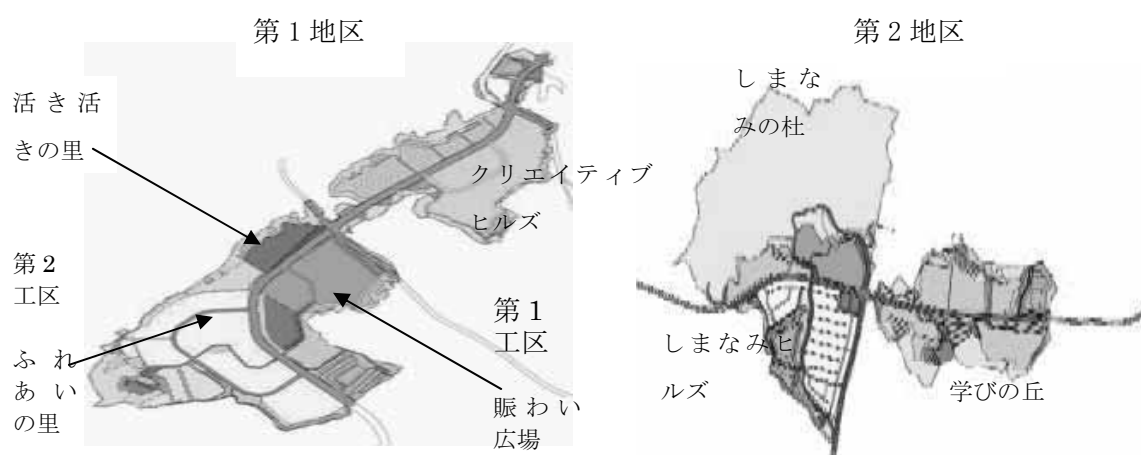 第1地区
活き活
きの里
クリエイティブ
ヒルズ
第2
工区
ふれ
あい
の里
第1
工区
賑わい
広場
第2地区
しまな
みの杜
しまなみヒ
ルズ
学びの丘